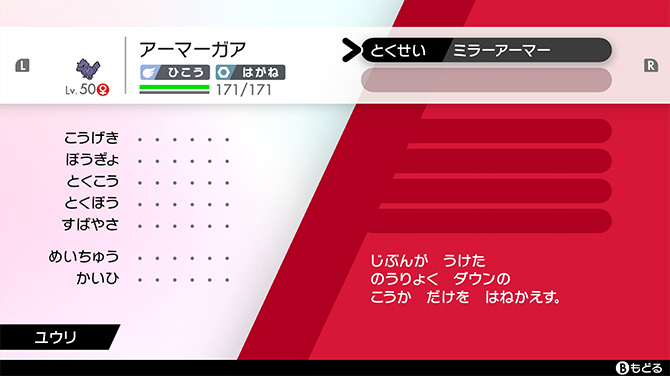 L
アーマーガア
とくせい ミラーアーマー
R
Lv.50♀
ひこう はがね
171/171
こうげき
ぼうぎょ
とくこう
とくぼう
すばやさ
めいちゅう
かいひ
じぶんが うけた
のうりょく ダウンの
こうか だけを はねかえす。
ユウリ
Bもどる